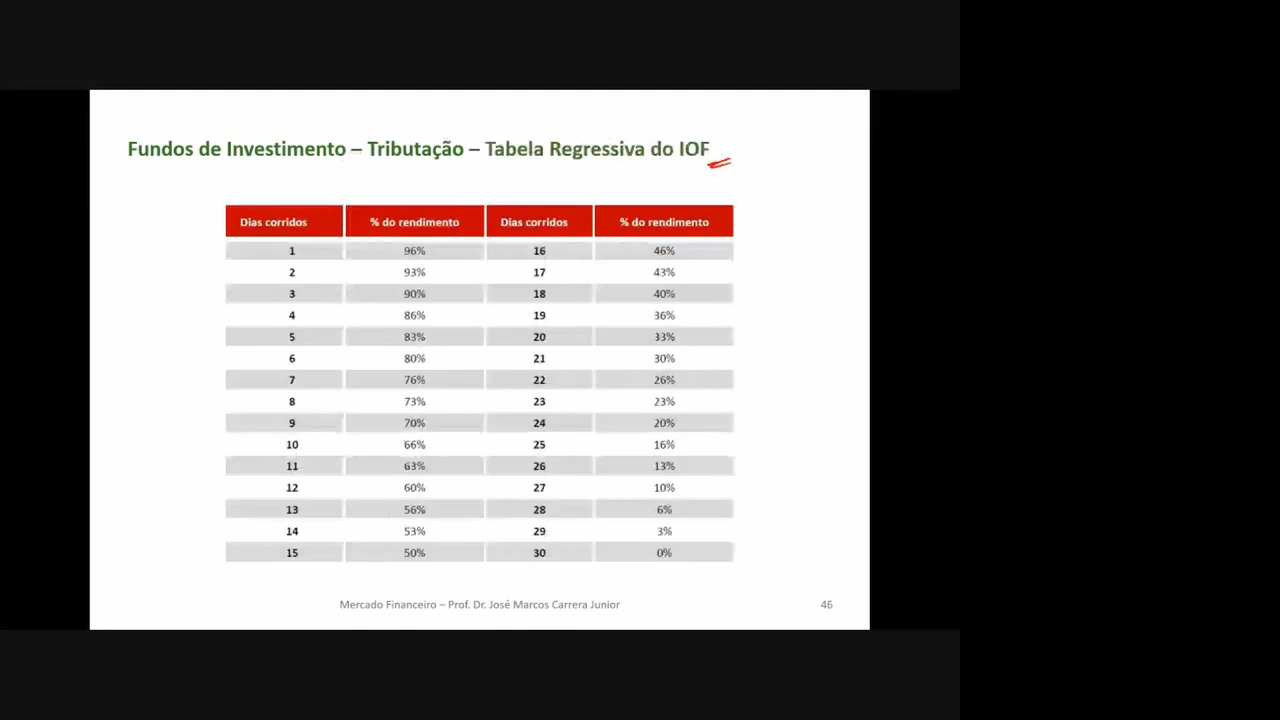 Fundos de Investimento – Tributação – Tabela Regressiva do IOF
Dias corridos % do rendimento Dias corridos % do rendimento
1 96% 16 46%
2 93% 17 43%
3 90% 18 40%
4 86% 19 36%
5 83% 20 33%
6 80% 21 30%
7 76% 22 26%
8 73% 23 23%
9 70% 24 20%
10 66% 25 16%
11 63% 26 13%
12 60% 27 10%
13 56% 28 6%
14 53% 29 3%
15 50% 30 0%
Mercado Financeiro – Prof. Dr. José Marcos Carrera Junior 46